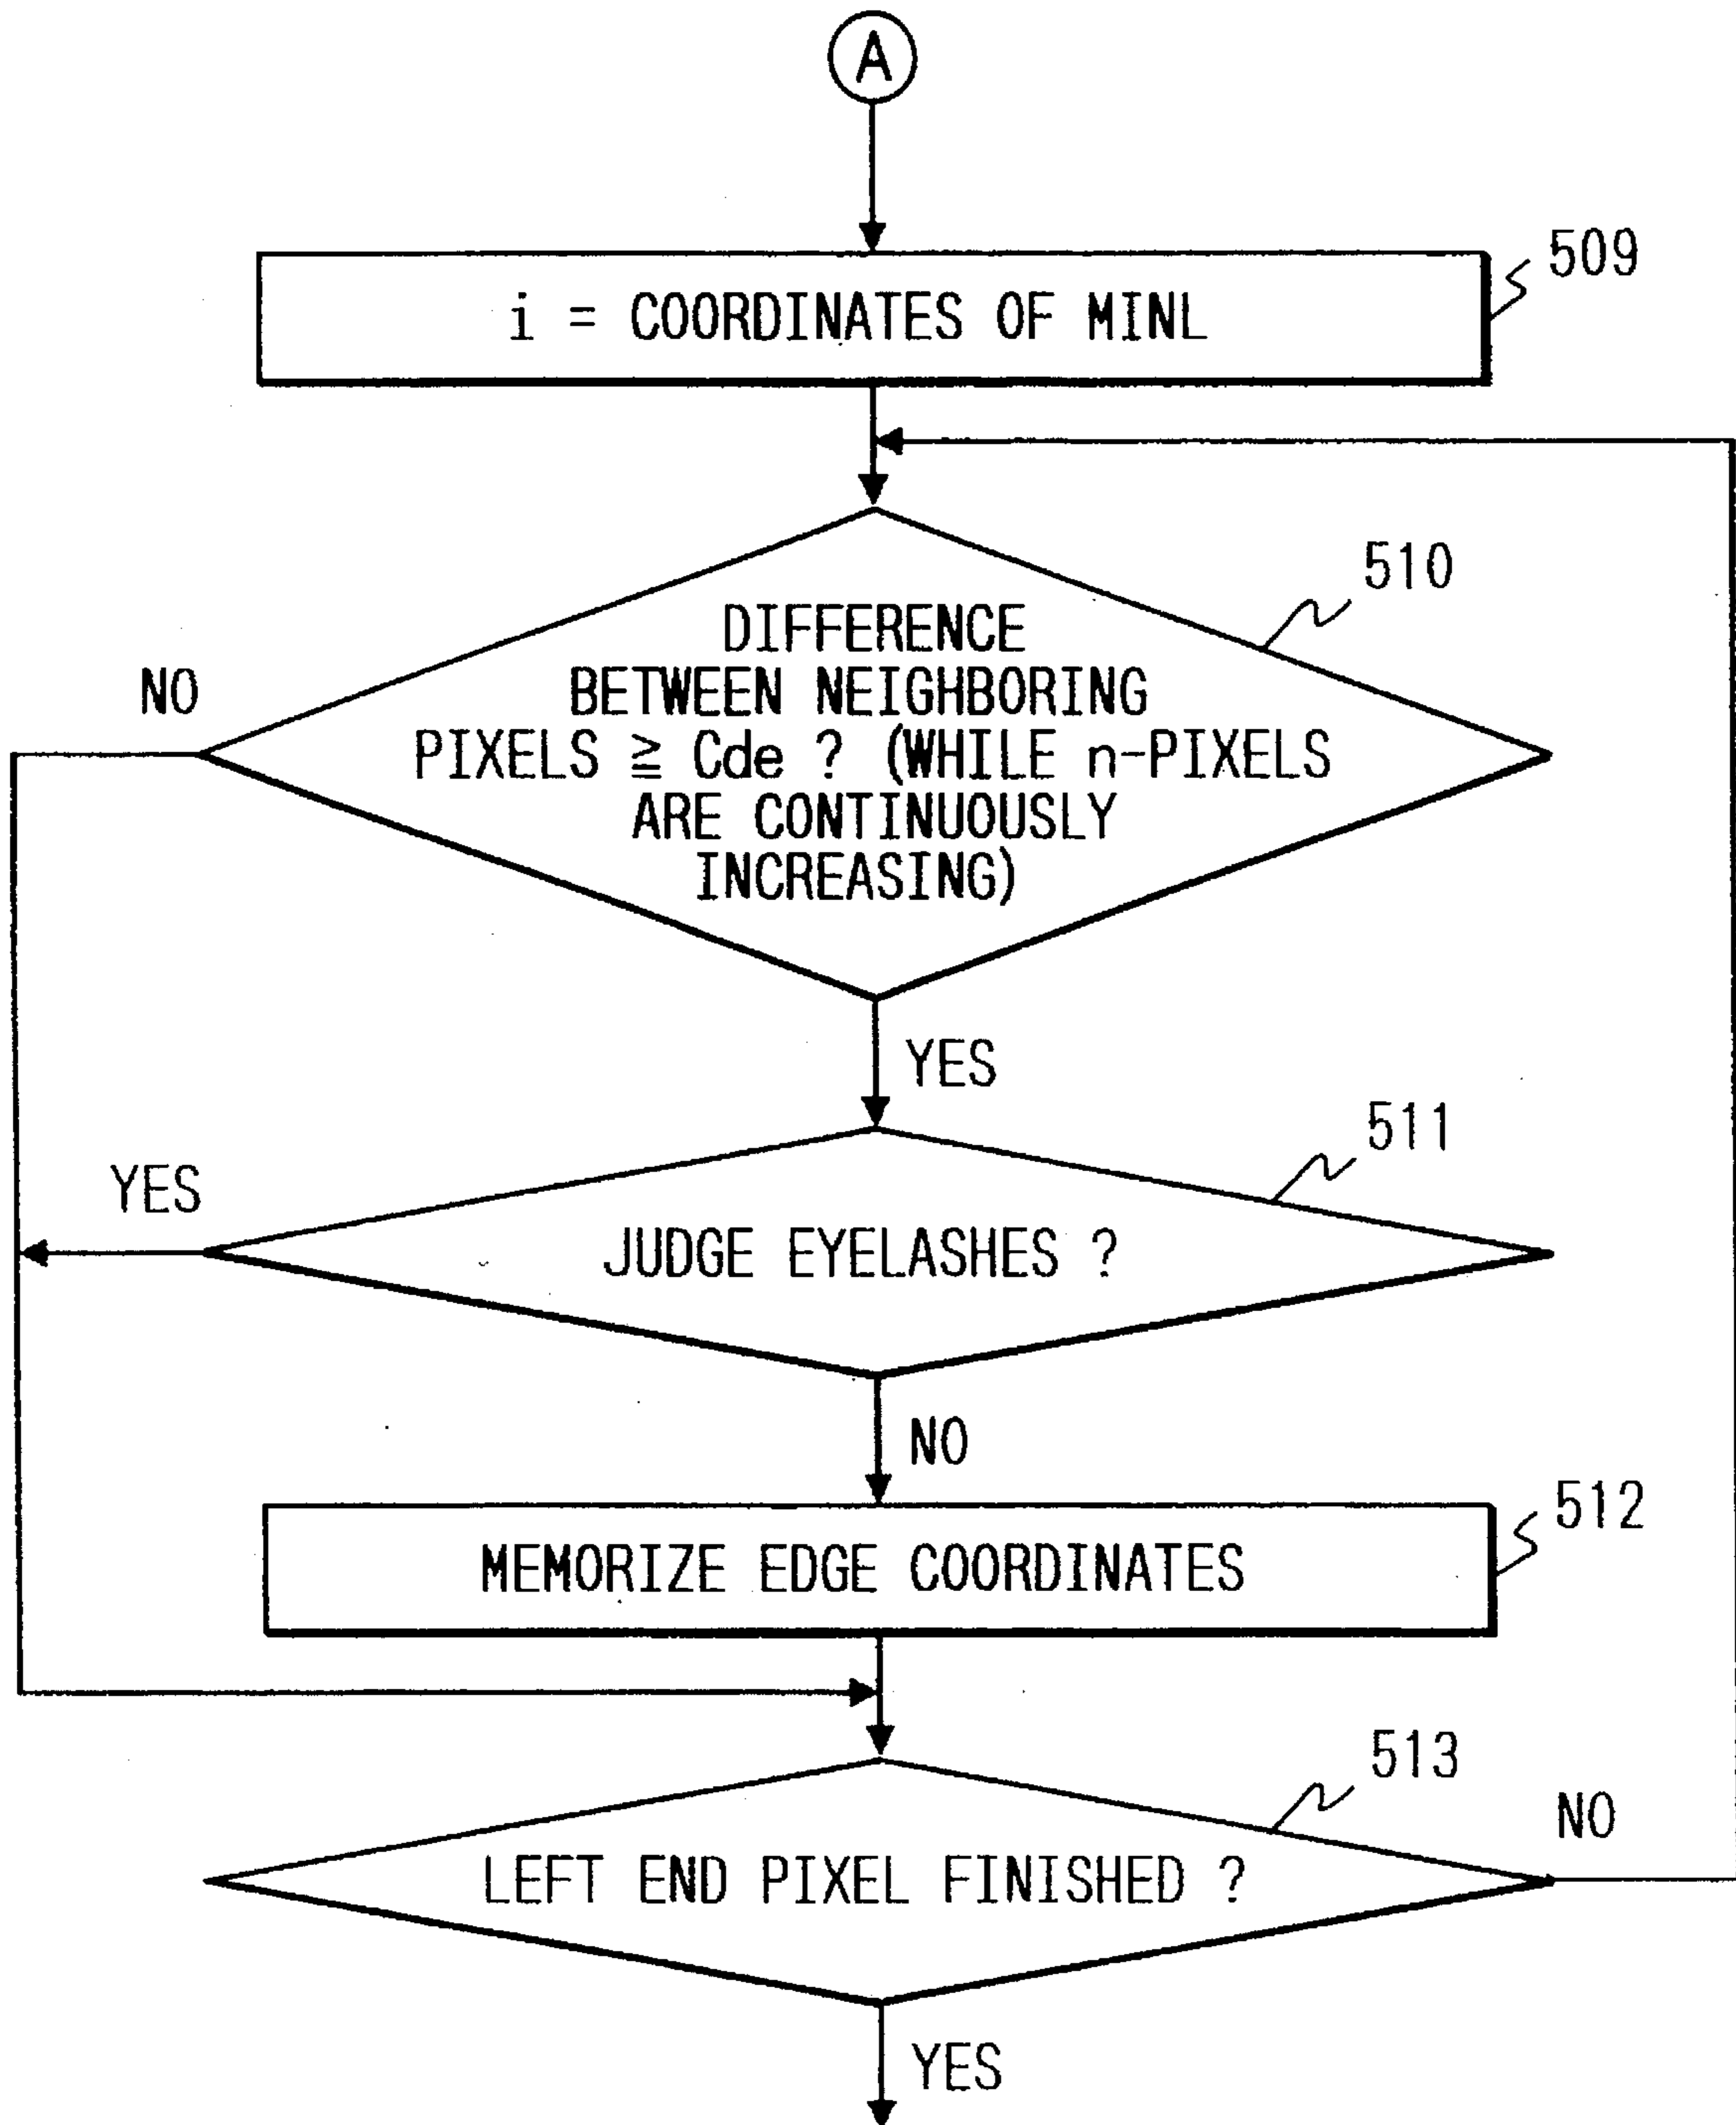 A
i = COORDINATES OF MINL
509
510
DIFFERENCE
BETWEEN NEIGHBORING
PIXELS ≧ Cde ? (WHILE n-PIXELS
ARE CONTINUOUSLY
INCREASING)
NO
YES
511
YES
JUDGE EYELASHES ?
NO
512
MEMORIZE EDGE COORDINATES
513
NO
LEFT END PIXEL FINISHED ?
YES